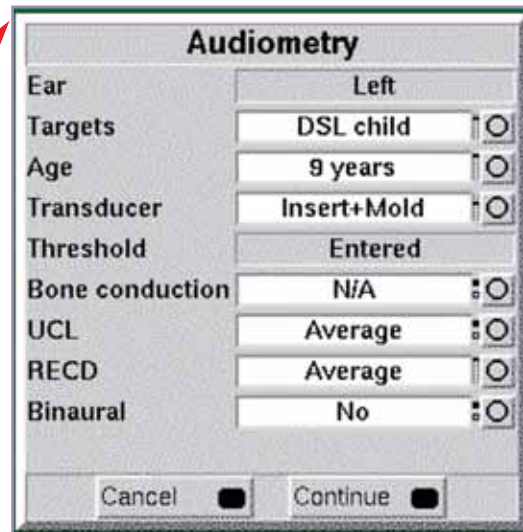 Audiometry
Ear Left
Targets DSL child
Age 9 years
Transducer Insert+Mold
Threshold Entered
Bone conduction N/A
UCL Average
RECD Average
Binaural No
Cancel Continue